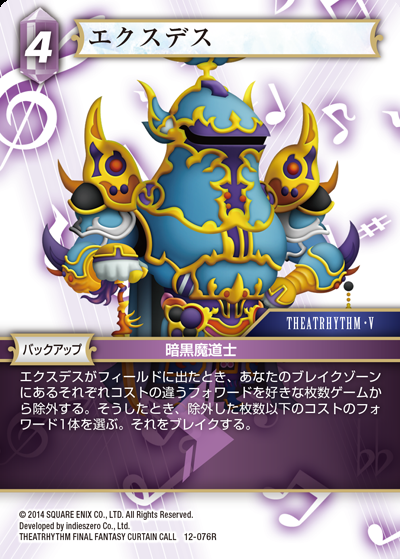 4
エクスデス
THEATRHYTHM・V
バックアップ
暗黒魔道士
エクスデスがフィールドに出たとき、あなたのブレイクゾーン
にあるそれぞれコストの違うフォワードを好きな枚数ゲームか
ら除外する。そうしたとき、除外した枚数以下のコストのフォ
ワード1体を選ぶ。それをブレイクする。
© 2014 SQUARE ENIX CO., LTD. All Rights Reserved.
Developed by indieszero Co., Ltd.
THEATRHYTHM FINAL FANTASY CURTAIN CALL 12-076R